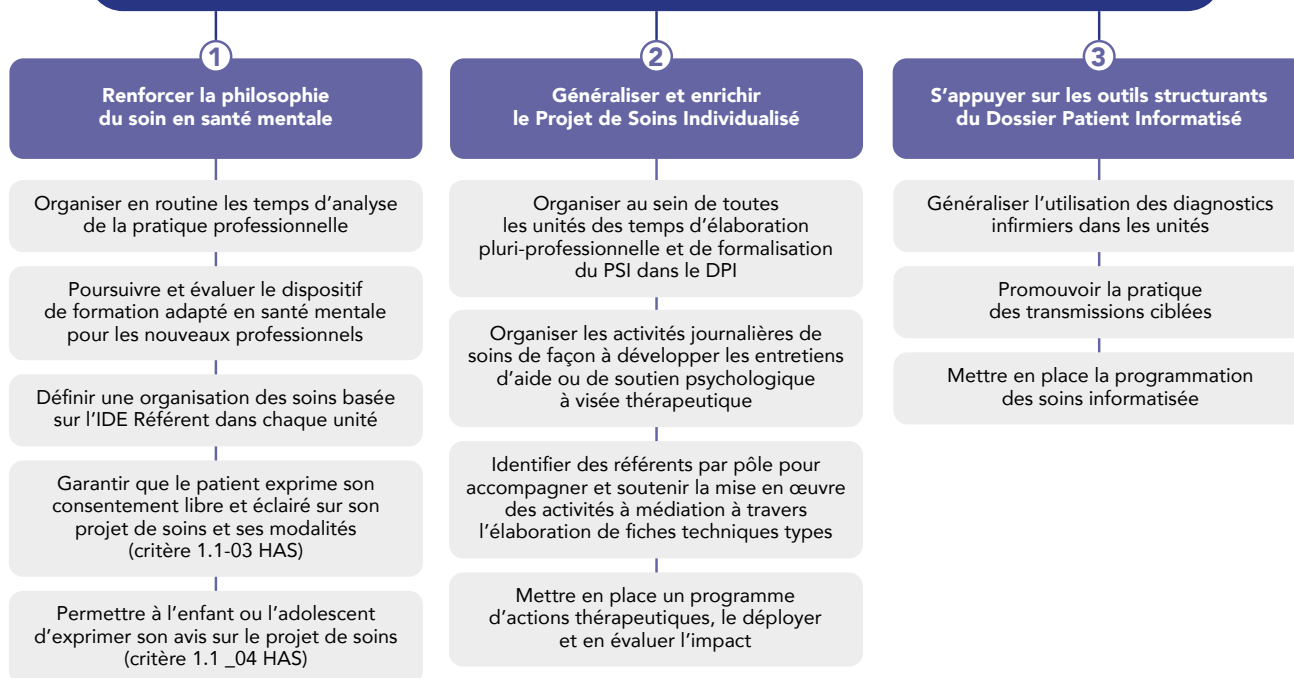 1
Renforcer la philosophie
du soin en santé mentale
Organiser en routine les temps d'analyse
de la pratique professionnelle
Poursuivre et évaluer le dispositif
de formation adapté en santé mentale
pour les nouveaux professionnels
Définir une organisation des soins basée
sur l'IDE Référent dans chaque unité
Garantir que le patient exprime son
consentement libre et éclairé sur son
projet de soins et ses modalités
(critère 1.1-03 HAS)
Permettre à l'enfant ou l'adolescent
d'exprimer son avis sur le projet de soins
(critère 1.1 _04 HAS)
2
Généraliser et enrichir
le Projet de Soins Individualisé
Organiser au sein de toutes
les unités des temps d'élaboration
pluri-professionnelle et de formalisation
du PSI dans le DPI
Organiser les activités journalières de
soins de façon à développer les entretiens
d'aide ou de soutien psychologique
à visée thérapeutique
Identifier des référents par pôle pour
accompagner et soutenir la mise en œuvre
des activités à médiation à travers
l'élaboration de fiches techniques types
Mettre en place un programme
d'actions thérapeutiques, le déployer
et en évaluer l'impact
3
S'appuyer sur les outils structurants
du Dossier Patient Informatisé
Généraliser l'utilisation des diagnostics
infirmiers dans les unités
Promouvoir la pratique
des transmissions ciblées
Mettre en place la programmation
des soins informatisée